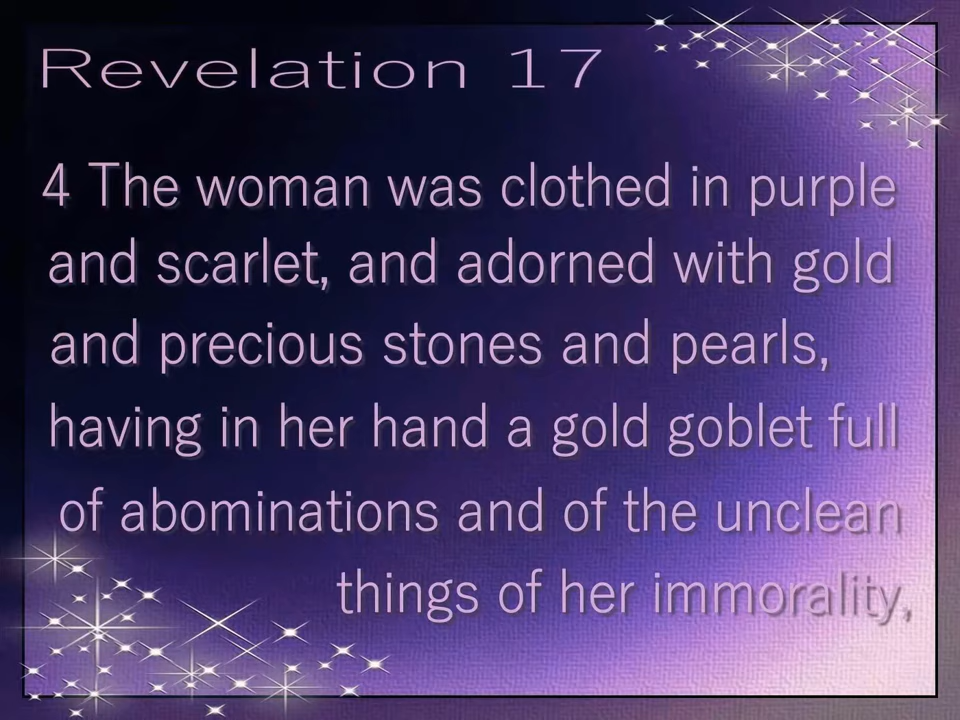 Revelation 17
4 The woman was clothed in purple
and scarlet, and adorned with gold
and precious stones and pearls,
having in her hand a gold goblet full
of abominations and of the unclean
things of her immorality,